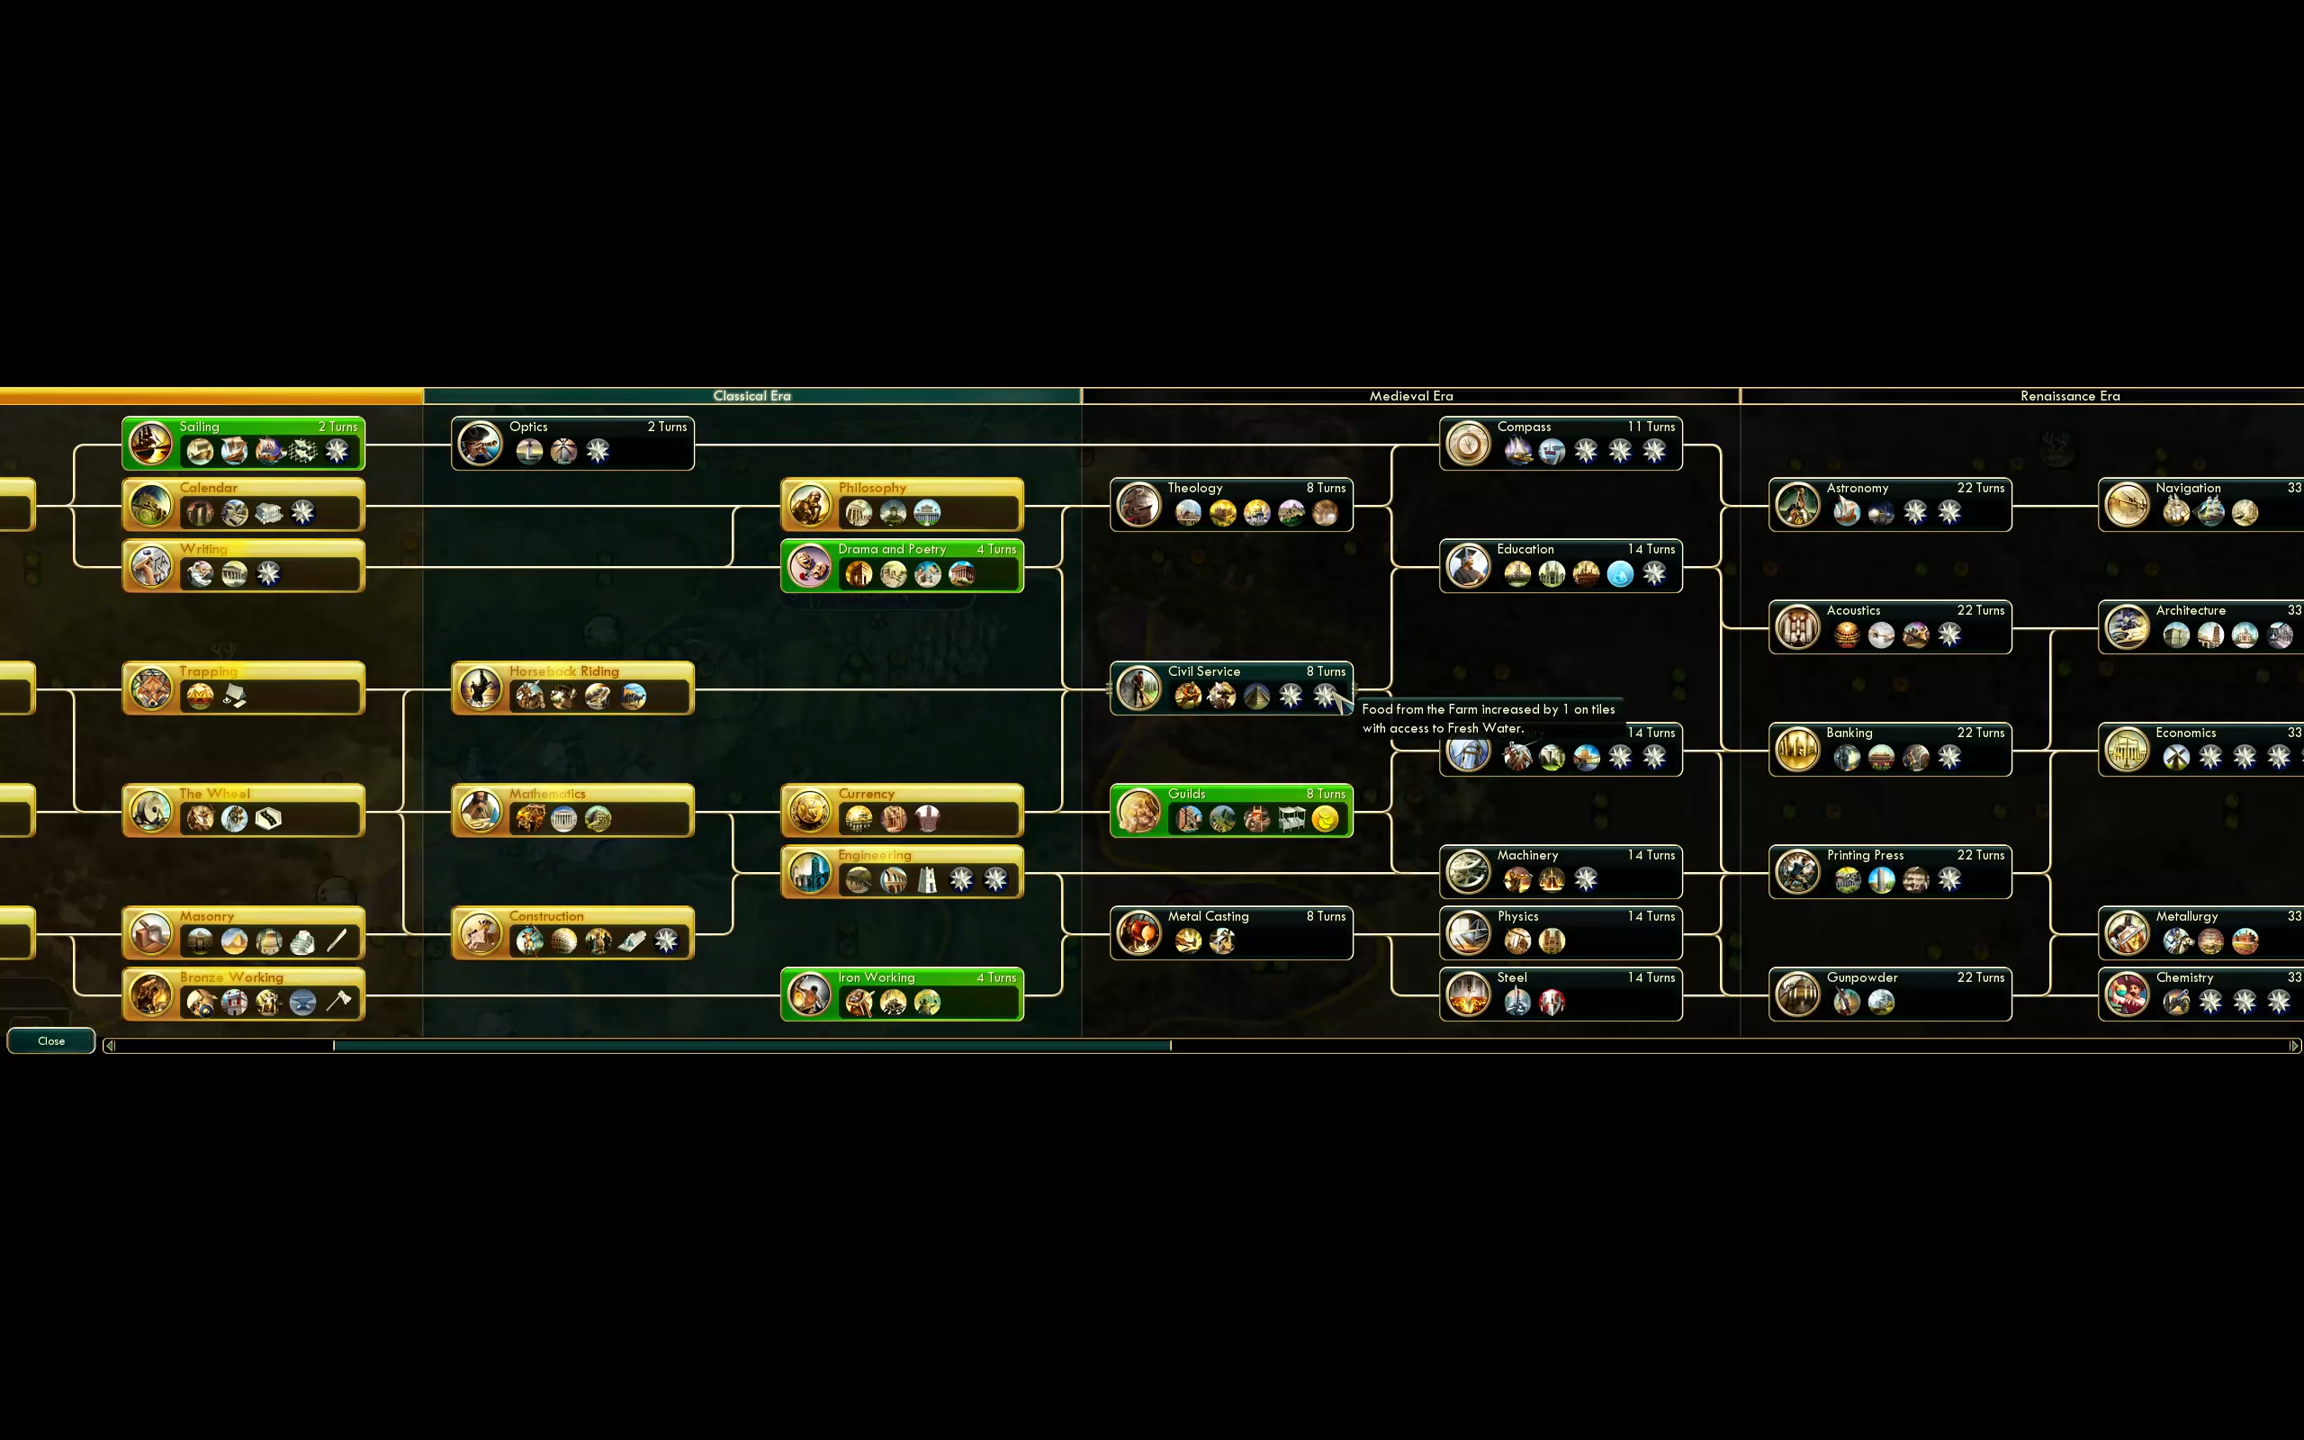 Classical Era
Medieval Era
Renaissance Era
Sailing 2 Turns
Optics 2 Turns
Compass 11 Turns
Calendar
Philosophy
Theology 8 Turns
Astronomy 22 Turns
Navigation 33
Writing
Drama and Poetry 4 Turns
Education 14 Turns
Acoustics 22 Turns
Architecture 33
Trapping
Horseback Riding
Civil Service 8 Turns
Food from the Farm increased by 1 on tiles
with access to Fresh Water.
14 Turns
Banking 22 Turns
Economics 33
The Wheel
Mathematics
Currency
Guilds 8 Turns
Engineering
Machinery 14 Turns
Printing Press 22 Turns
Masonry
Construction
Metal Casting 8 Turns
Physics 14 Turns
Metallurgy 33
Bronze Working
Iron Working 4 Turns
Steel 14 Turns
Gunpowder 22 Turns
Chemistry 33
Close